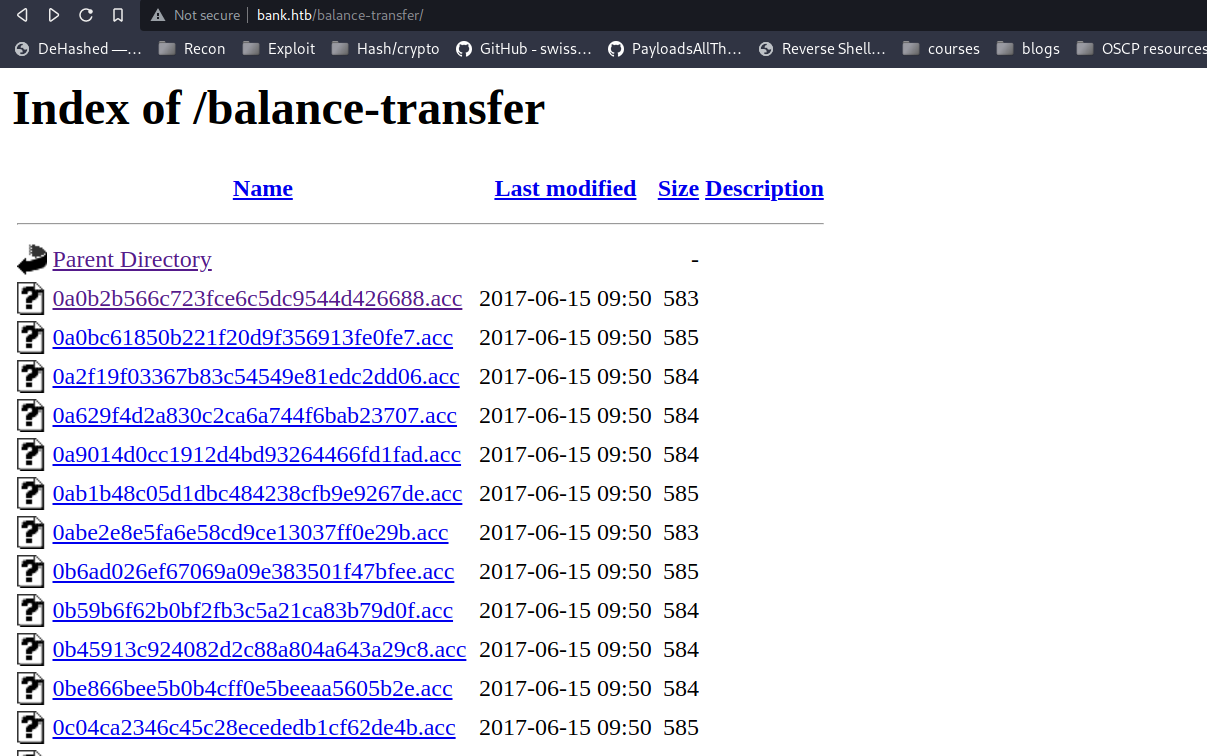 Not secure bank.htb/balance-transfer/
DeHashed —... Recon Exploit Hash/crypto GitHub - swiss... PayloadsAllTh... Reverse Shell... courses blogs OSCP resources
Index of /balance-transfer
Name Last modified Size Description
Parent Directory -
0a0b2b566c723fce6c5dc9544d426688.acc 2017-06-15 09:50 583
0a0bc61850b221f20d9f356913fe0fe7.acc 2017-06-15 09:50 585
0a2f19f03367b83c54549e81edc2dd06.acc 2017-06-15 09:50 584
0a629f4d2a830c2ca6a744f6bab23707.acc 2017-06-15 09:50 584
0a9014d0cc1912d4bd93264466fd1fad.acc 2017-06-15 09:50 584
0ab1b48c05d1dbc484238cfb9e9267de.acc 2017-06-15 09:50 585
0abe2e8e5fa6e58cd9ce13037ff0e29b.acc 2017-06-15 09:50 583
0b6ad026ef67069a09e383501f47bfee.acc 2017-06-15 09:50 585
0b59b6f62b0bf2fb3c5a21ca83b79d0f.acc 2017-06-15 09:50 584
0b45913c924082d2c88a804a643a29c8.acc 2017-06-15 09:50 584
0be866bee5b0b4cff0e5beeaa5605b2e.acc 2017-06-15 09:50 584
0c04ca2346c45c28ecededb1cf62de4b.acc 2017-06-15 09:50 585